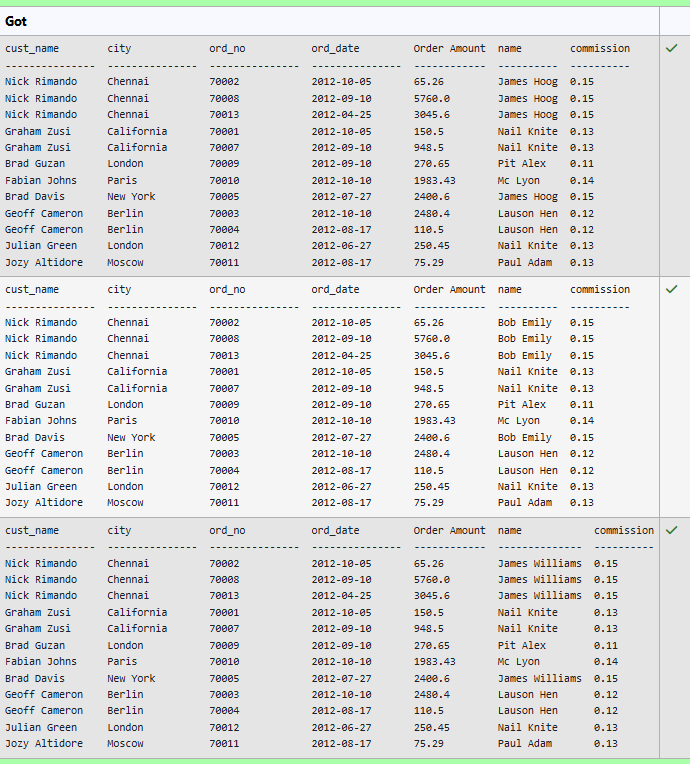 Got
cust_name        city             ord_no           ord_date         Order Amount  name        commission
---------------  ---------------  ---------------  ---------------  ------------  ----------  ----------
Nick Rimando     Chennai          70002            2012-10-05       65.26         James Hoog  0.15
Nick Rimando     Chennai          70008            2012-09-10       5760.0        James Hoog  0.15
Nick Rimando     Chennai          70013            2012-04-25       3045.6        James Hoog  0.15
Graham Zusi      California       70001            2012-10-05       150.5         Nail Knite  0.13
Graham Zusi      California       70007            2012-09-10       948.5         Nail Knite  0.13
Brad Guzan       London           70009            2012-09-10       270.65        Pit Alex    0.11
Fabian Johns     Paris            70010            2012-10-10       1983.43       Mc Lyon     0.14
Brad Davis       New York         70005            2012-07-27       2400.6        James Hoog  0.15
Geoff Cameron    Berlin           70003            2012-10-10       2480.4        Lauson Hen  0.12
Geoff Cameron    Berlin           70004            2012-08-17       110.5         Lauson Hen  0.12
Julian Green     London           70012            2012-06-27       250.45        Nail Knite  0.13
Jozy Altidore    Moscow           70011            2012-08-17       75.29         Paul Adam   0.13
cust_name        city             ord_no           ord_date         Order Amount  name        commission
---------------  ---------------  ---------------  ---------------  ------------  ----------  ----------
Nick Rimando     Chennai          70002            2012-10-05       65.26         Bob Emily   0.15
Nick Rimando     Chennai          70008            2012-09-10       5760.0        Bob Emily   0.15
Nick Rimando     Chennai          70013            2012-04-25       3045.6        Bob Emily   0.15
Graham Zusi      California       70001            2012-10-05       150.5         Nail Knite  0.13
Graham Zusi      California       70007            2012-09-10       948.5         Nail Knite  0.13
Brad Guzan       London           70009            2012-09-10       270.65        Pit Alex    0.11
Fabian Johns     Paris            70010            2012-10-10       1983.43       Mc Lyon     0.14
Brad Davis       New York         70005            2012-07-27       2400.6        Bob Emily   0.15
Geoff Cameron    Berlin           70003            2012-10-10       2480.4        Lauson Hen  0.12
Geoff Cameron    Berlin           70004            2012-08-17       110.5         Lauson Hen  0.12
Julian Green     London           70012            2012-06-27       250.45        Nail Knite  0.13
Jozy Altidore    Moscow           70011            2012-08-17       75.29         Paul Adam   0.13
cust_name        city             ord_no           ord_date         Order Amount  name            commission
---------------  ---------------  ---------------  ---------------  ------------  --------------  ----------
Nick Rimando     Chennai          70002            2012-10-05       65.26         James Williams  0.15
Nick Rimando     Chennai          70008            2012-09-10       5760.0        James Williams  0.15
Nick Rimando     Chennai          70013            2012-04-25       3045.6        James Williams  0.15
Graham Zusi      California       70001            2012-10-05       150.5         Nail Knite      0.13
Graham Zusi      California       70007            2012-09-10       948.5         Nail Knite      0.13
Brad Guzan       London           70009            2012-09-10       270.65        Pit Alex        0.11
Fabian Johns     Paris            70010            2012-10-10       1983.43       Mc Lyon         0.14
Brad Davis       New York         70005            2012-07-27       2400.6        James Williams  0.15
Geoff Cameron    Berlin           70003            2012-10-10       2480.4        Lauson Hen      0.12
Geoff Cameron    Berlin           70004            2012-08-17       110.5         Lauson Hen      0.12
Julian Green     London           70012            2012-06-27       250.45        Nail Knite      0.13
Jozy Altidore    Moscow           70011            2012-08-17       75.29         Paul Adam       0.13